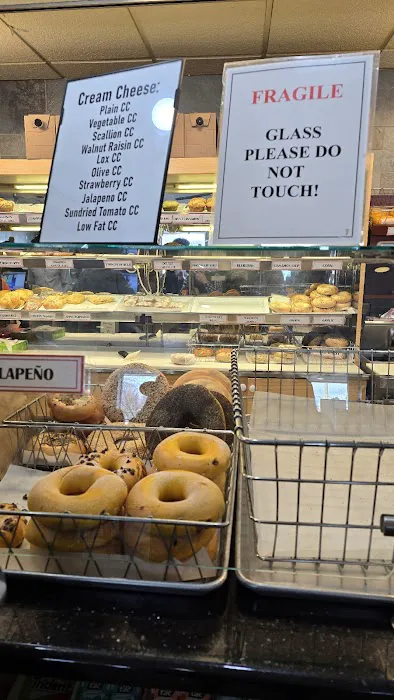 Cream Cheese:
Plain CC
Vegetable CC
Scallion CC
Walnut Raisin CC
Lox CC
Olive CC
Strawberry CC
Jalapeno CC
Sundried Tomato CC
Low Fat CC
FRAGILE
GLASS
PLEASE DO
NOT
TOUCH!
LAPEÑO